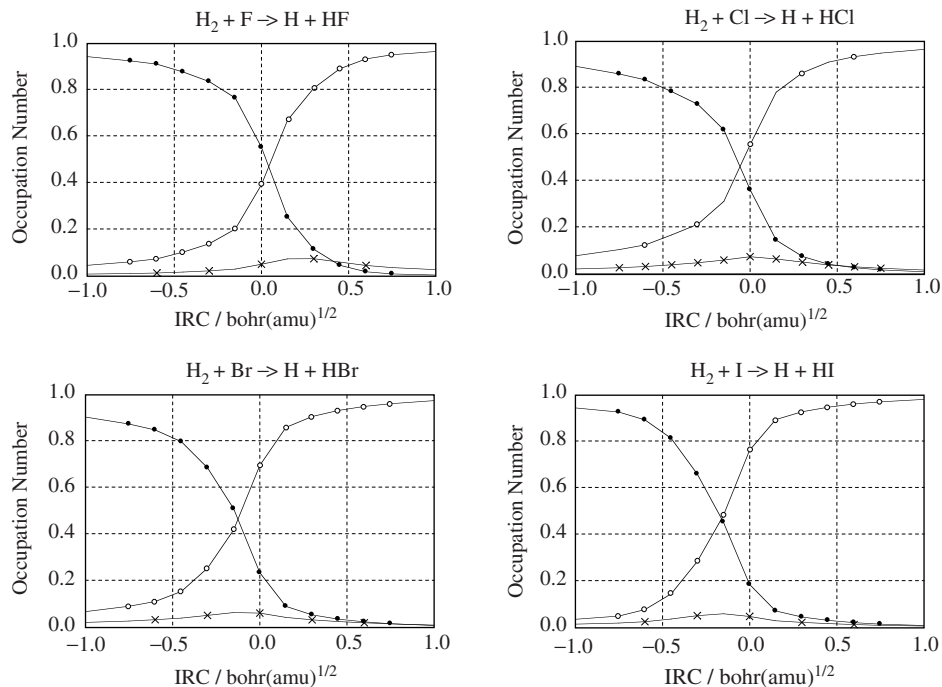 H₂ + F → H + HF
Occupation Number
1.0
0.8
0.6
0.4
0.2
0.0
−1.0 −0.5 0.0 0.5 1.0
IRC / bohr(amu)^1/2
H₂ + Cl → H + HCl
Occupation Number
1.0
0.8
0.6
0.4
0.2
0.0
−1.0 −0.5 0.0 0.5 1.0
IRC / bohr(amu)^1/2
H₂ + Br → H + HBr
Occupation Number
1.0
0.8
0.6
0.4
0.2
0.0
−1.0 −0.5 0.0 0.5 1.0
IRC / bohr(amu)^1/2
H₂ + I → H + HI
Occupation Number
1.0
0.8
0.6
0.4
0.2
0.0
−1.0 −0.5 0.0 0.5 1.0
IRC / bohr(amu)^1/2